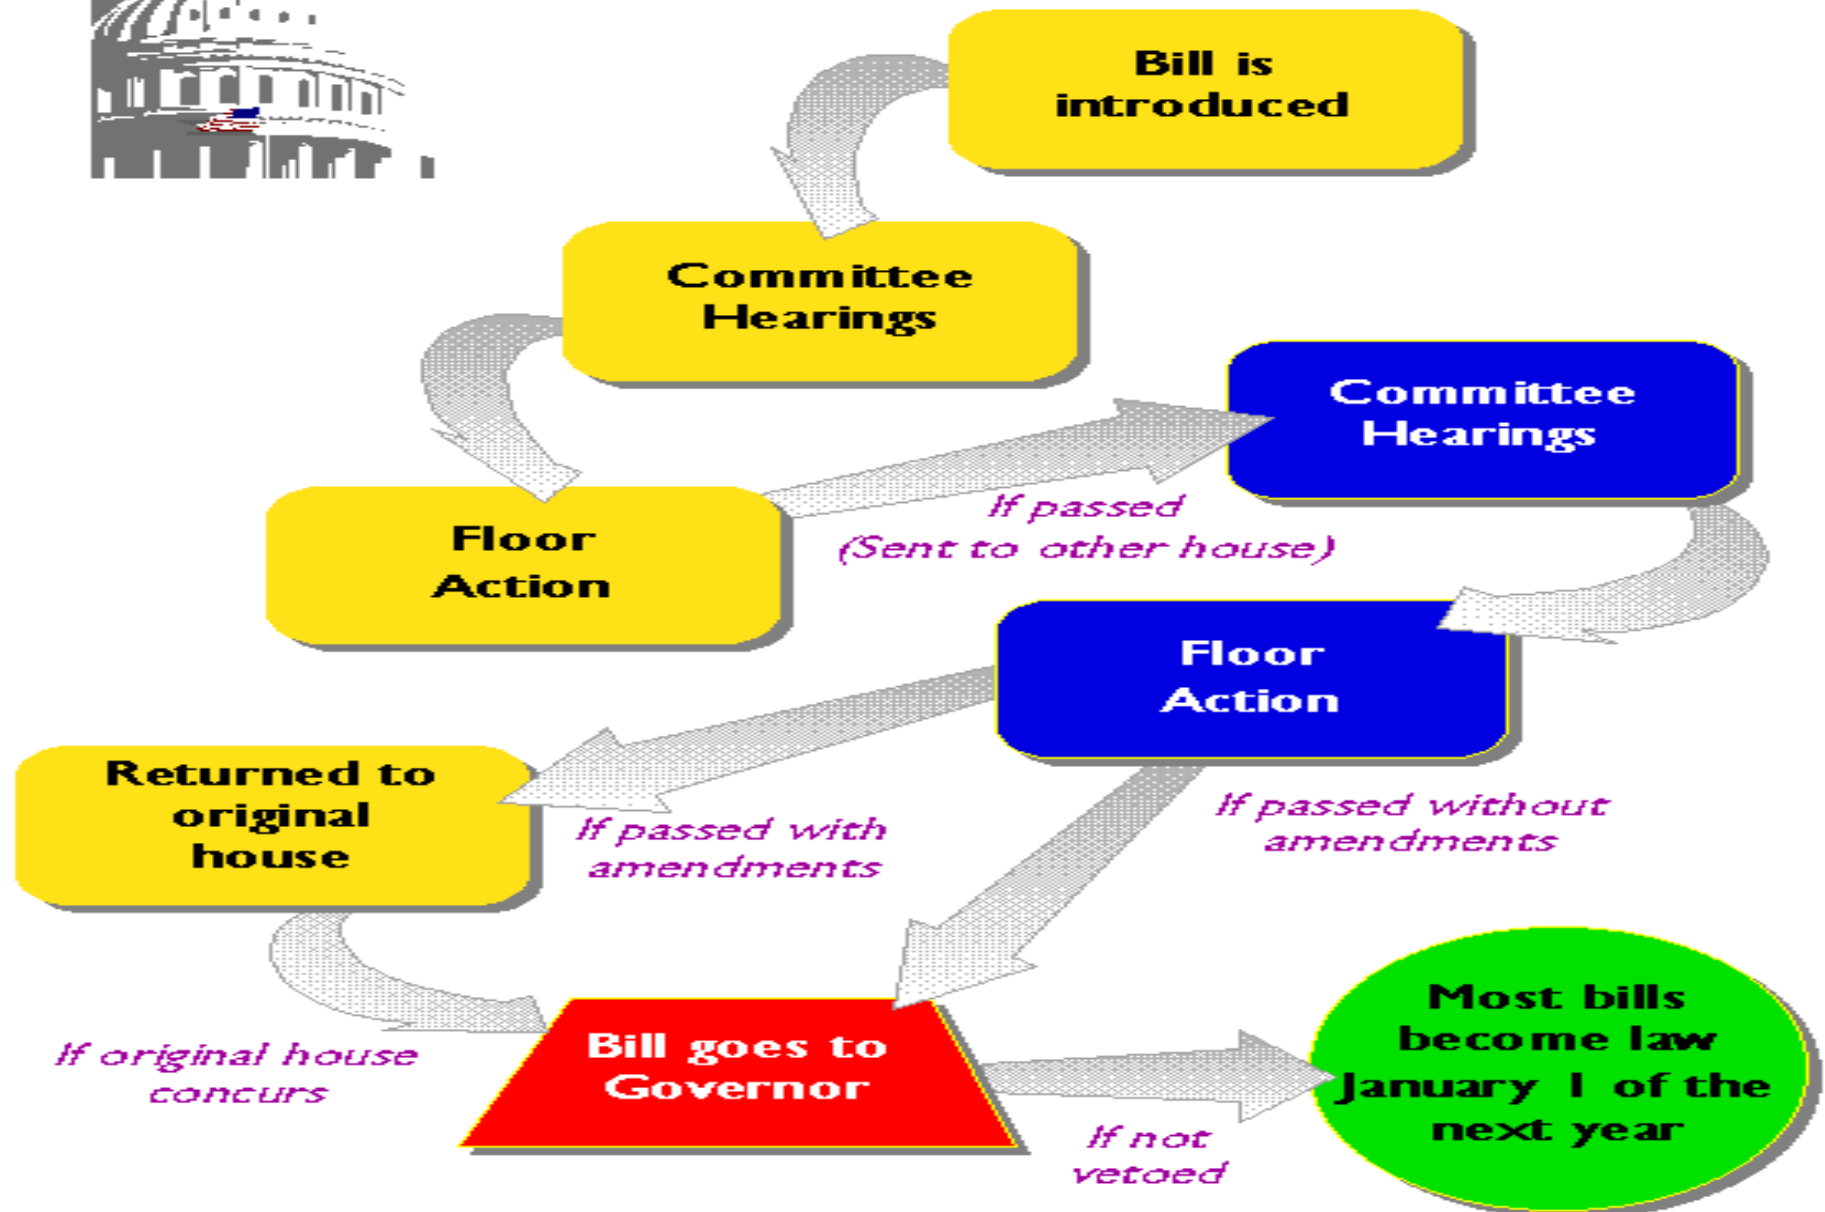 Bill is
introduced
Committee
Hearings
Committee
Hearings
If passed
(Sent to other house)
Floor
Action
Floor
Action
Returned to
original
house
If passed with
amendments
If passed without
amendments
If original house
concurs
Bill goes to
Governor
If not
vetoed
Most bills
become law
January 1 of the
next year